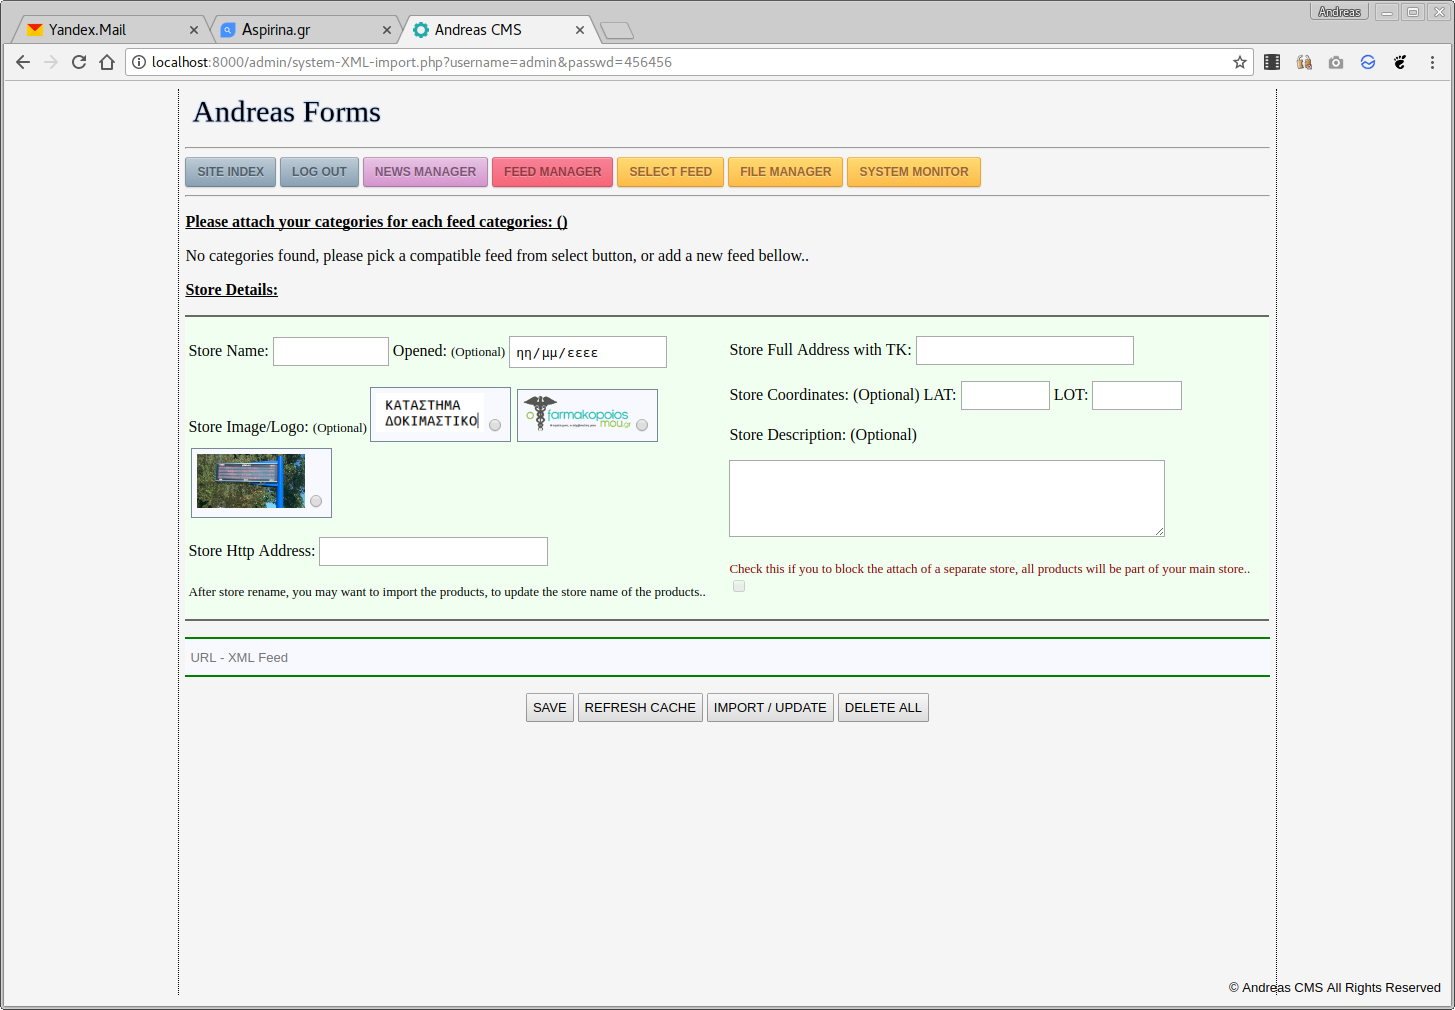 Andreas
Yandex.Mail
Aspirina.gr
Andreas CMS
localhost:8000/admin/system-XML-import.php?username=admin&passwd=456456
Andreas Forms
SITE INDEX LOG OUT NEWS MANAGER FEED MANAGER SELECT FEED FILE MANAGER SYSTEM MONITOR
Please attach your categories for each feed categories: ()
No categories found, please pick a compatible feed from select button, or add a new feed bellow..
Store Details:
Store Name: Opened: (Optional) ηη/μμ/εεεε
Store Image/Logo: (Optional)
ΚΑΤΑΣΤΗΜΑ
ΔΟΚΙΜΑΣΤΙΚΟ
ο farmakopoios
mou.gr
Store Http Address:
After store rename, you may want to import the products, to update the store name of the products..
Store Full Address with TK:
Store Coordinates: (Optional) LAT: LOT:
Store Description: (Optional)
Check this if you to block the attach of a separate store, all products will be part of your main store..
URL - XML Feed
SAVE REFRESH CACHE IMPORT / UPDATE DELETE ALL
© Andreas CMS All Rights Reserved